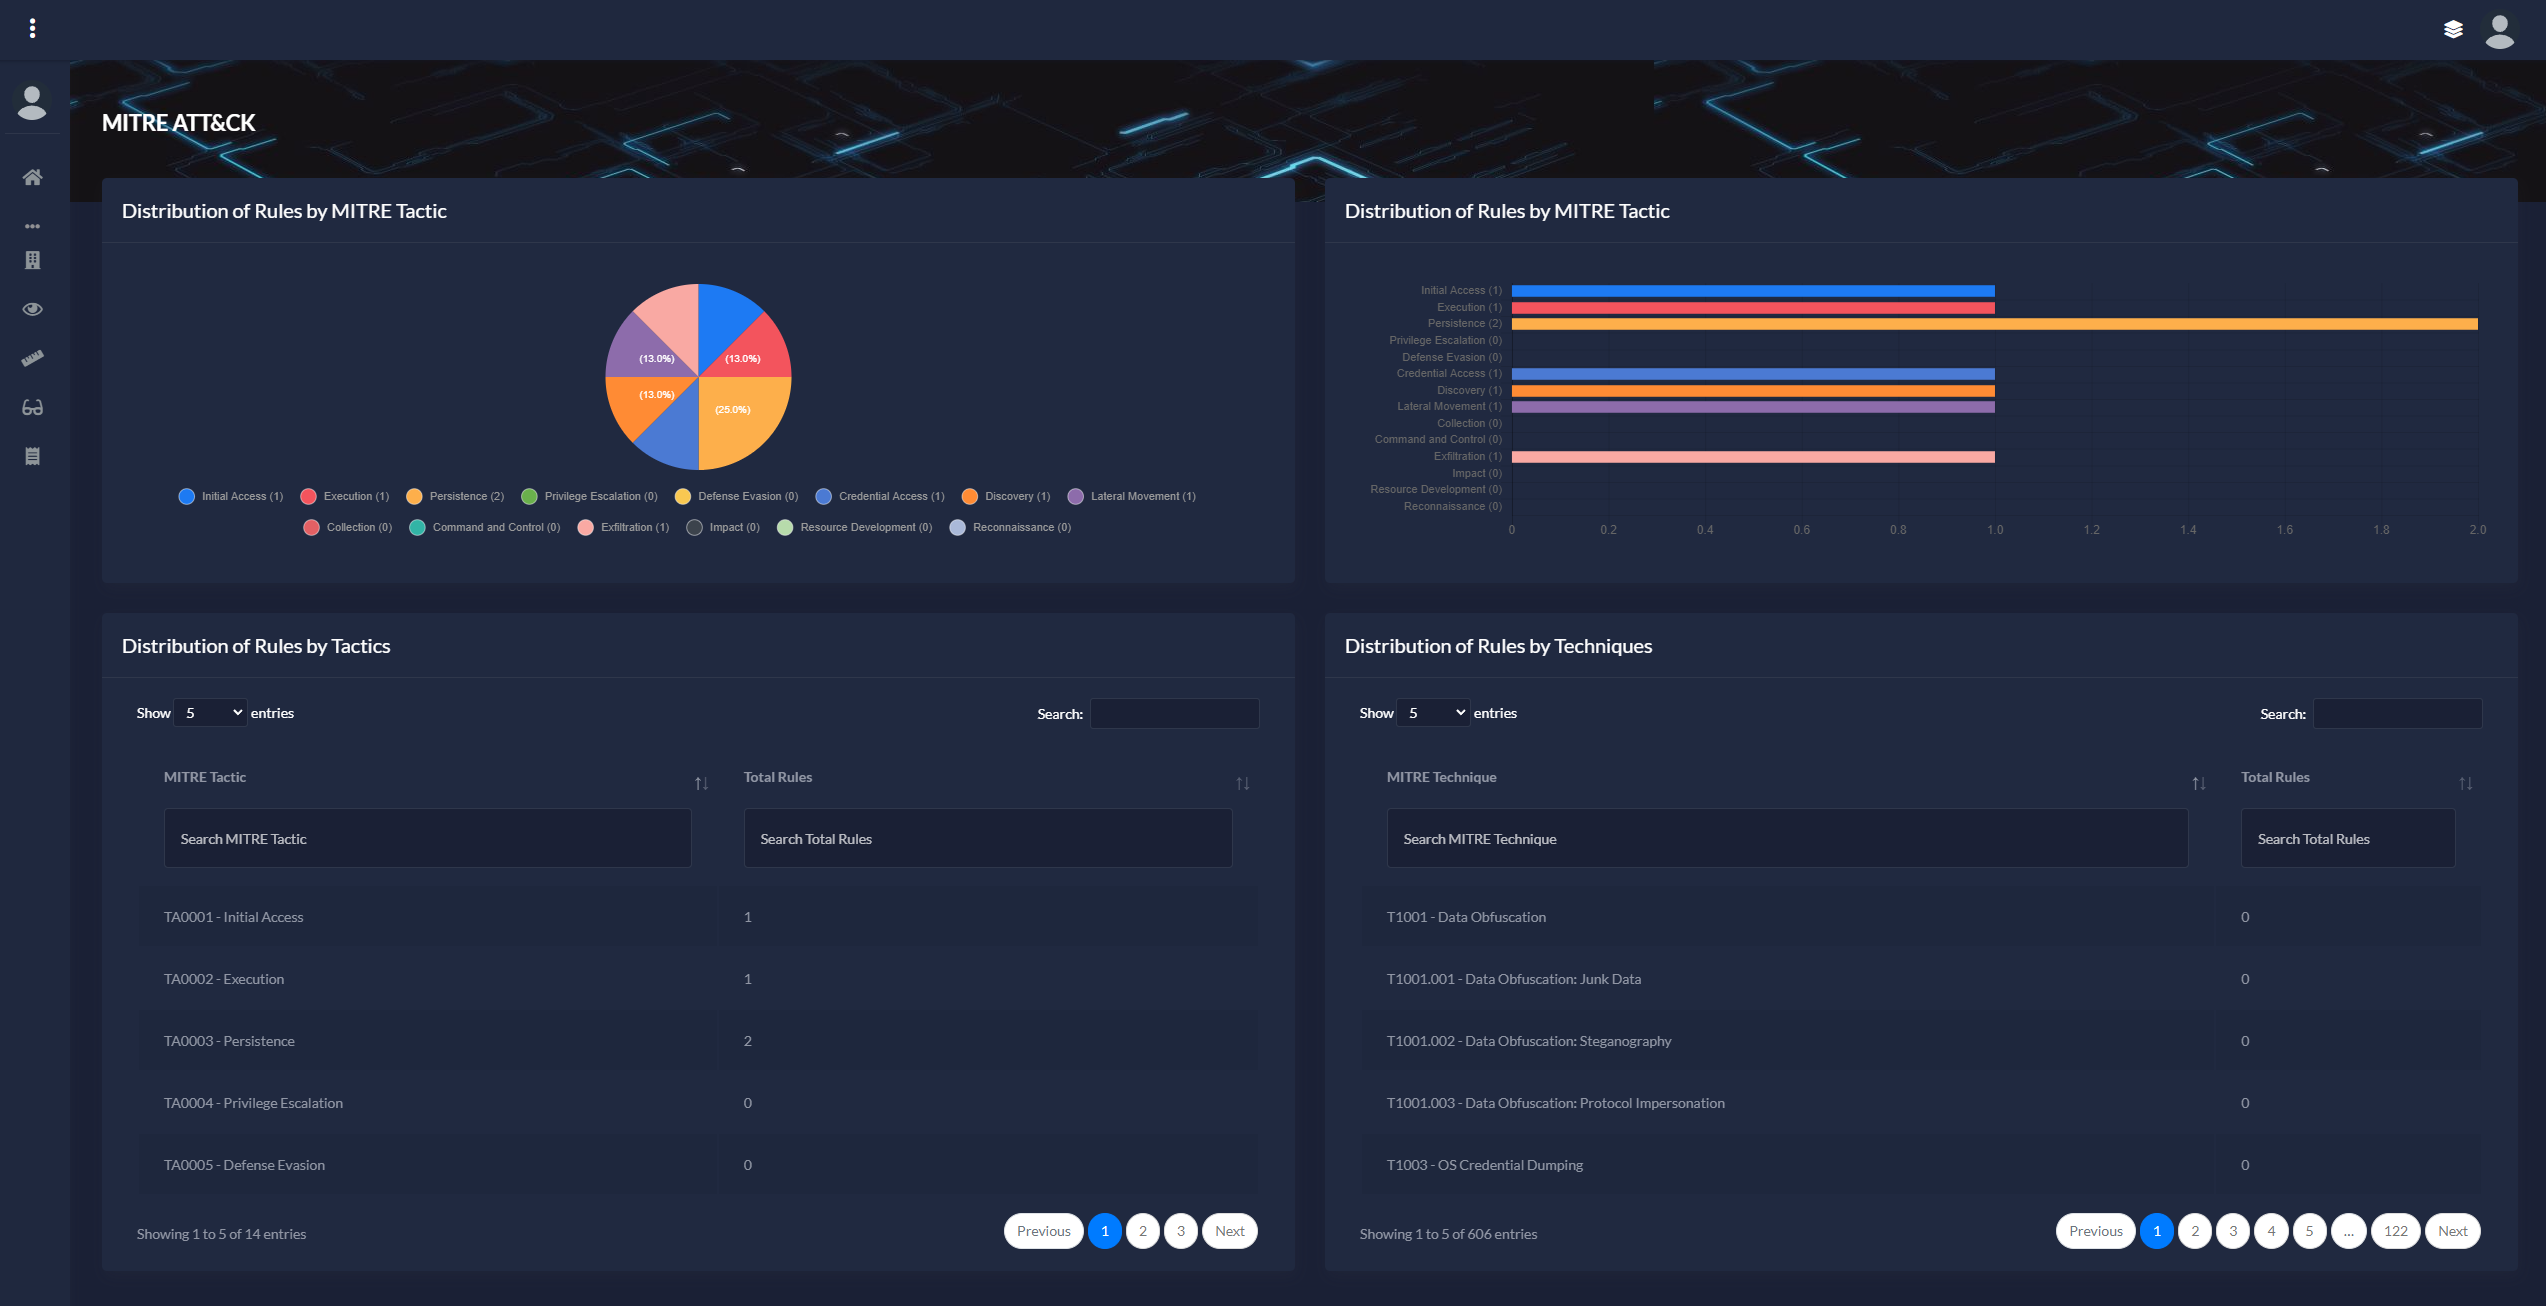 MITRE ATT&CK
Distribution of Rules by MITRE Tactic
(13.0%)
(13.0%)
(13.0%)
(25.0%)
Initial Access (1) Execution (1) Persistence (2) Privilege Escalation (0) Defense Evasion (0) Credential Access (1) Discovery (1) Lateral Movement (1)
Collection (0) Command and Control (0) Exfiltration (1) Impact (0) Resource Development (0) Reconnaissance (0)
Distribution of Rules by MITRE Tactic
Initial Access (1)
Execution (1)
Persistence (2)
Privilege Escalation (0)
Defense Evasion (0)
Credential Access (1)
Discovery (1)
Lateral Movement (1)
Collection (0)
Command and Control (0)
Exfiltration (1)
Impact (0)
Resource Development (0)
Reconnaissance (0)
0 0.2 0.4 0.6 0.8 1.0 1.2 1.4 1.6 1.8 2.0
Distribution of Rules by Tactics
Show 5 entries Search:
MITRE Tactic Total Rules
Search MITRE Tactic Search Total Rules
TA0001 - Initial Access 1
TA0002 - Execution 1
TA0003 - Persistence 2
TA0004 - Privilege Escalation 0
TA0005 - Defense Evasion 0
Showing 1 to 5 of 14 entries Previous 1 2 3 Next
Distribution of Rules by Techniques
Show 5 entries Search:
MITRE Technique Total Rules
Search MITRE Technique Search Total Rules
T1001 - Data Obfuscation 0
T1001.001 - Data Obfuscation: Junk Data 0
T1001.002 - Data Obfuscation: Steganography 0
T1001.003 - Data Obfuscation: Protocol Impersonation 0
T1003 - OS Credential Dumping 0
Showing 1 to 5 of 606 entries Previous 1 2 3 4 5 ... 122 Next